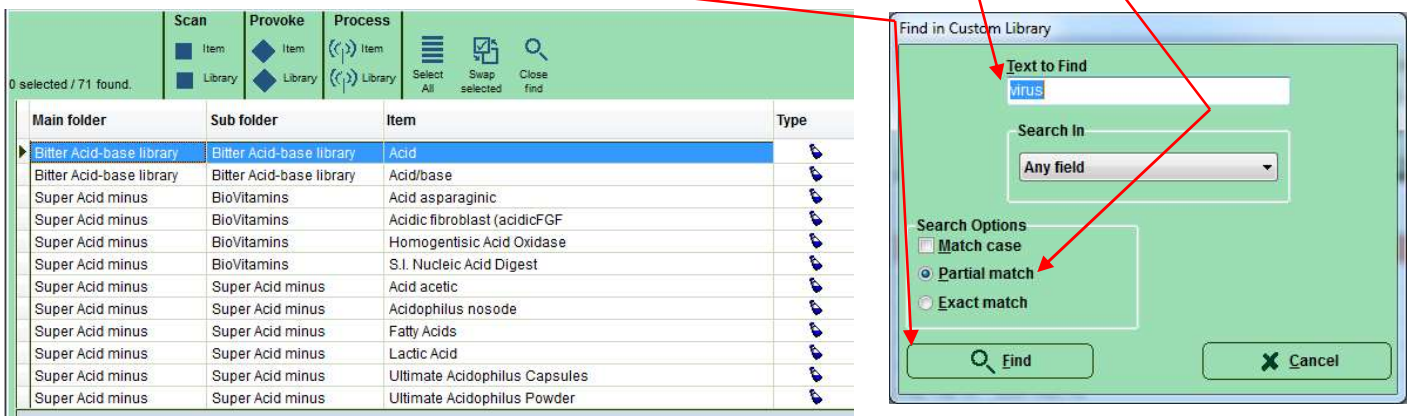 Scan Provoke Process
Item Item Item
Library Library Library
Select All
Swap selected
Close find
0 selected / 71 found.
Main folder Sub folder Item Type
Bitter Acid-base library Bitter Acid-base library Acid
Bitter Acid-base library Bitter Acid-base library Acid/base
Super Acid minus BioVitamins Acid asparaginic
Super Acid minus BioVitamins Acidic fibroblast (acidicFGF
Super Acid minus BioVitamins Homogentisic Acid Oxidase
Super Acid minus BioVitamins S.I. Nucleic Acid Digest
Super Acid minus Super Acid minus Acid acetic
Super Acid minus Super Acid minus Acidophilus nosode
Super Acid minus Super Acid minus Fatty Acids
Super Acid minus Super Acid minus Lactic Acid
Super Acid minus Super Acid minus Ultimate Acidophilus Capsules
Super Acid minus Super Acid minus Ultimate Acidophilus Powder
Find in Custom Library
Text to Find
virus
Search In
Any field
Search Options
Match case
Partial match
Exact match
Find Cancel